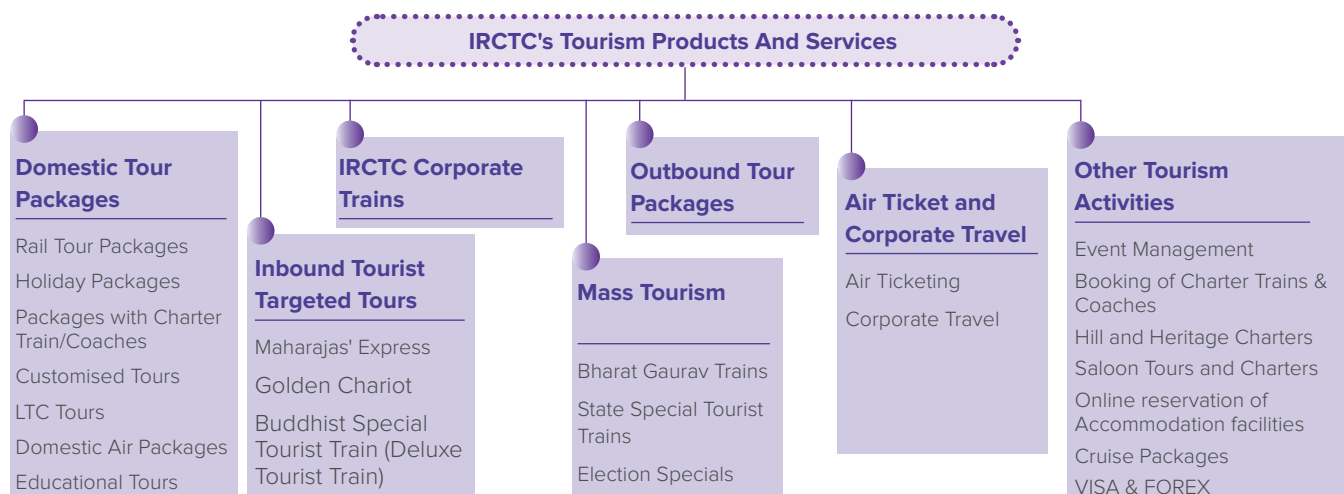 IRCTC's Tourism Products And Services
Domestic Tour
Packages
Rail Tour Packages
Holiday Packages
Packages with Charter
Train/Coaches
Customised Tours
LTC Tours
Domestic Air Packages
Educational Tours
Inbound Tourist
Targeted Tours
Maharajas' Express
Golden Chariot
Buddhist Special
Tourist Train (Deluxe
Tourist Train)
IRCTC Corporate
Trains
Mass Tourism
Bharat Gaurav Trains
State Special Tourist
Trains
Election Specials
Outbound Tour
Packages
Air Ticket and
Corporate Travel
Air Ticketing
Corporate Travel
Other Tourism
Activities
Event Management
Booking of Charter Trains &
Coaches
Hill and Heritage Charters
Saloon Tours and Charters
Online reservation of
Accommodation facilities
Cruise Packages
VISA & FOREX